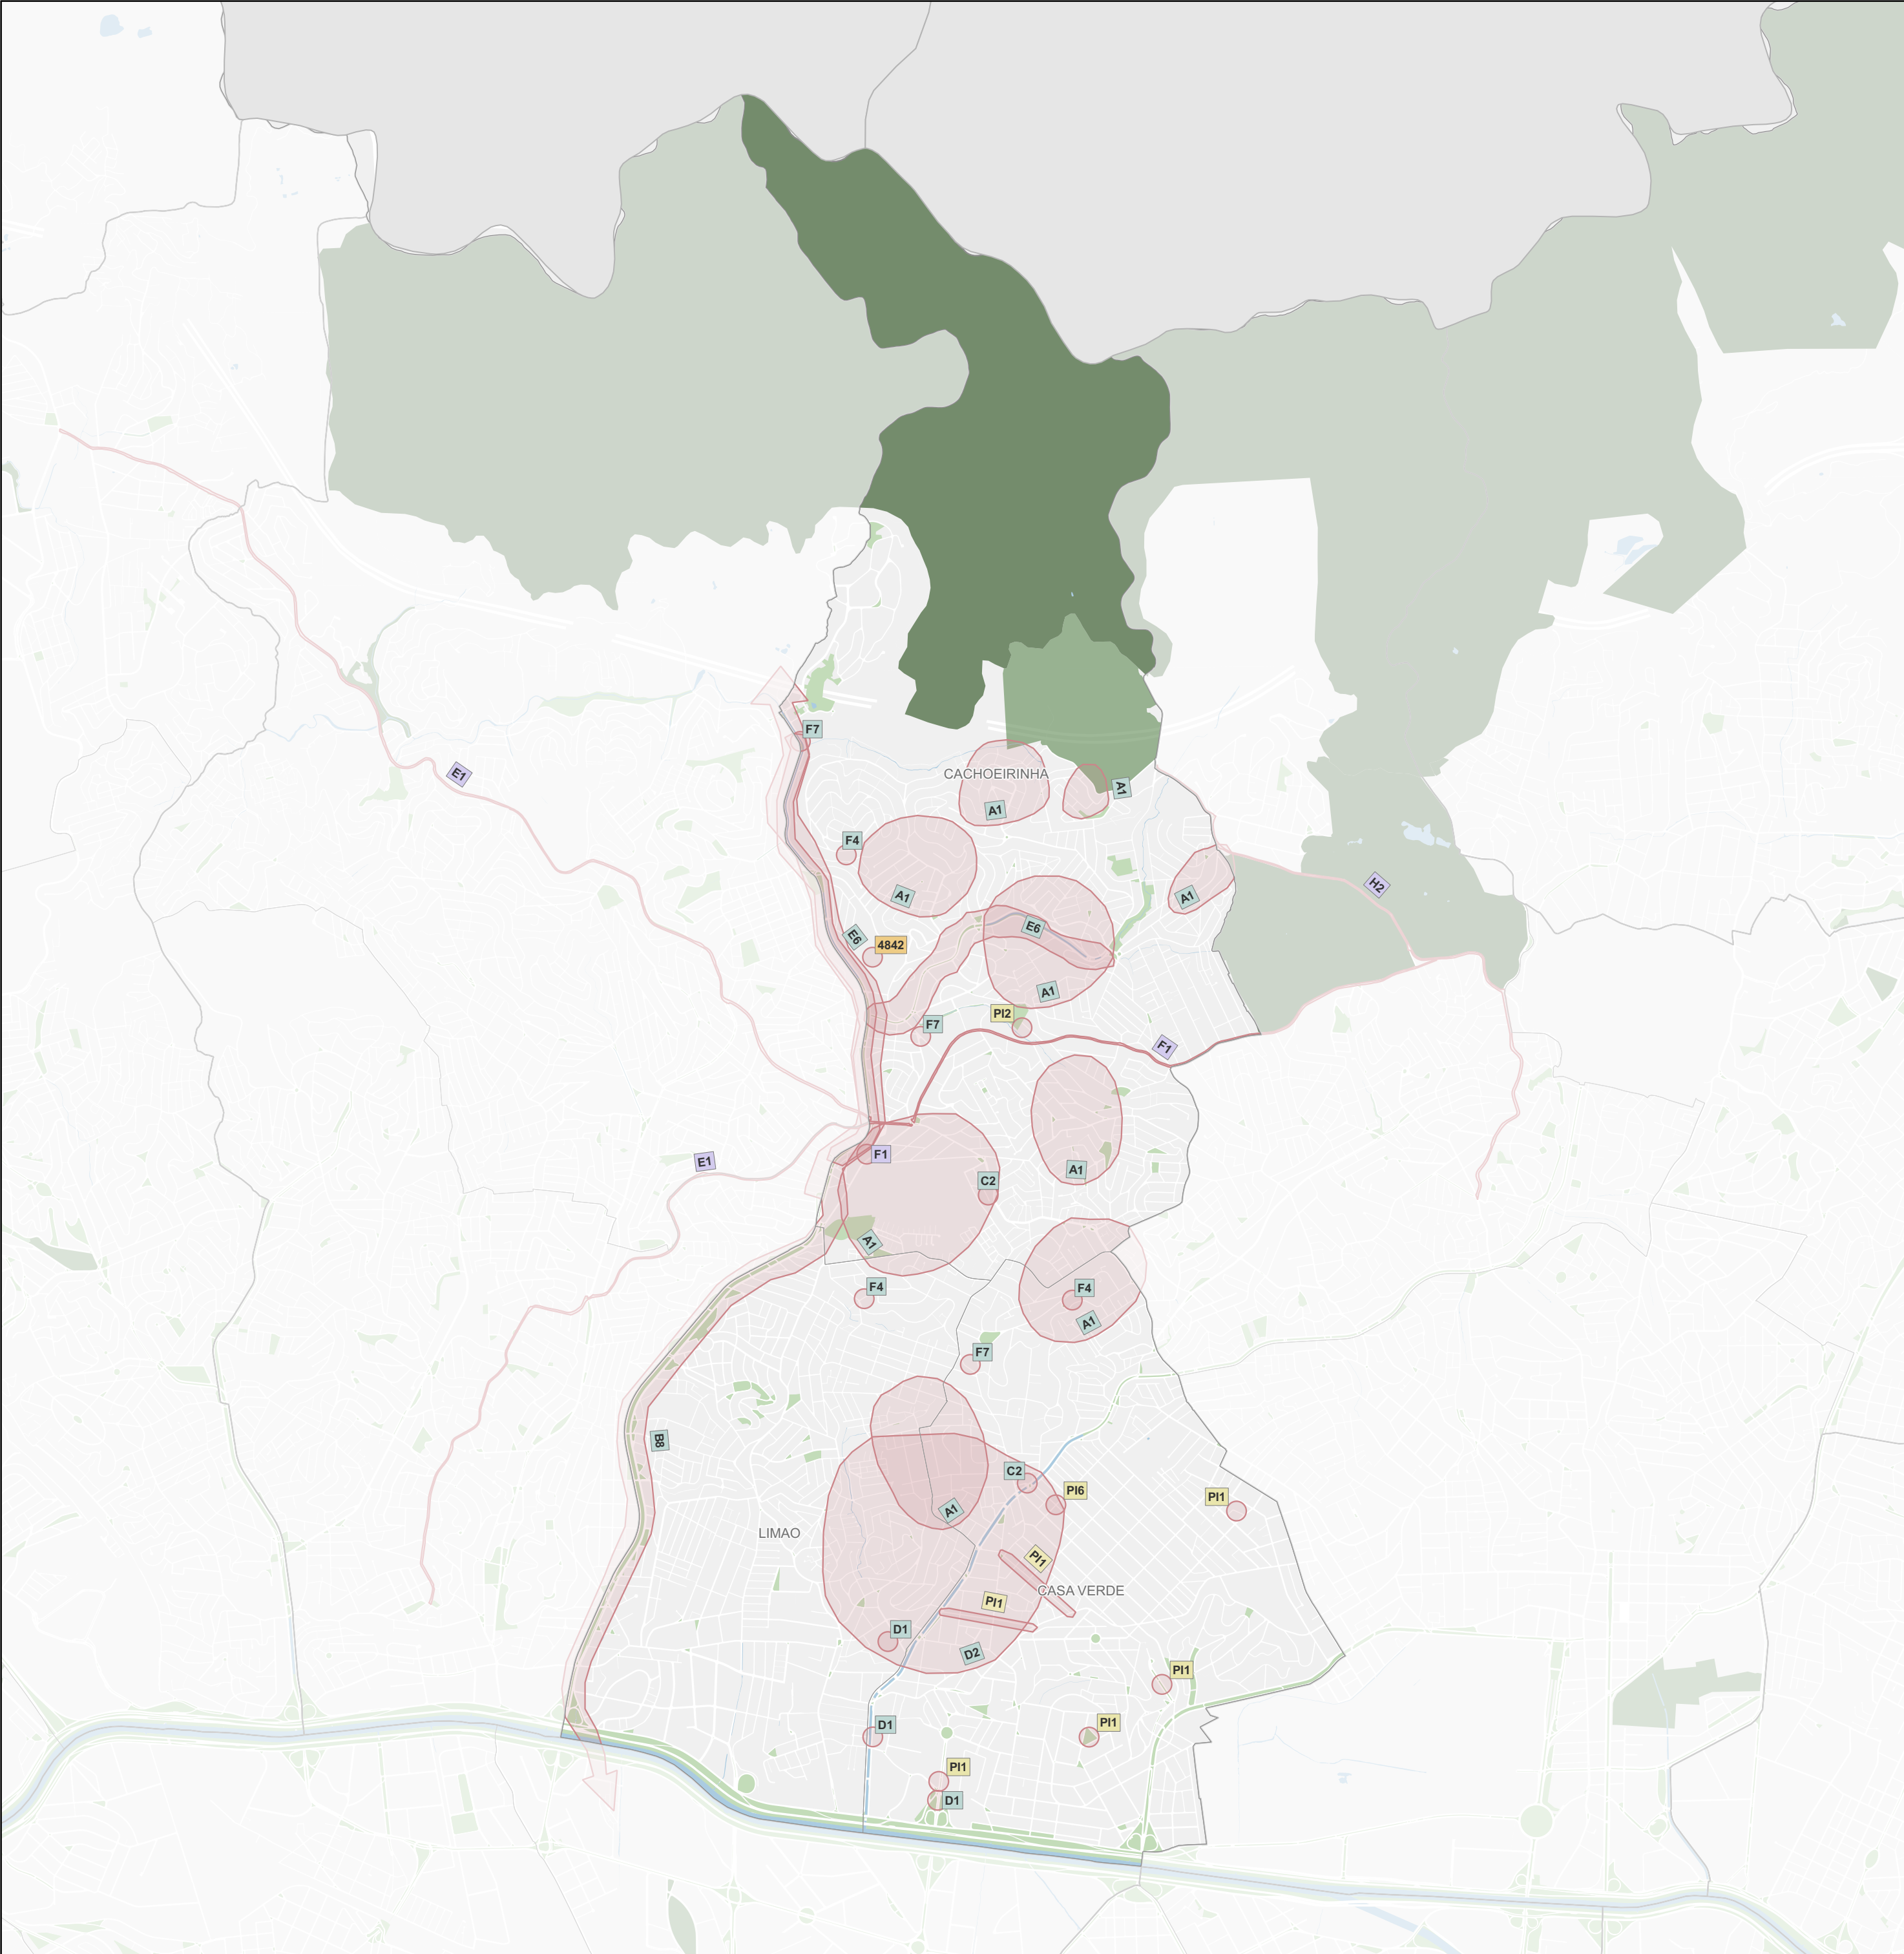 F7
E1
CACHOEIRINHA
A1
A1
F4
A1
A1
H2
E6
4842
E6
A1
PI2
F7
F1
E1
F1
A1
C2
A1
F4
F4
A1
F7
B8
C2
PI6
PI1
A1
LIMAO
PI1
CASA VERDE
PI1
D1
D2
PI1
D1
PI1
PI1
D1